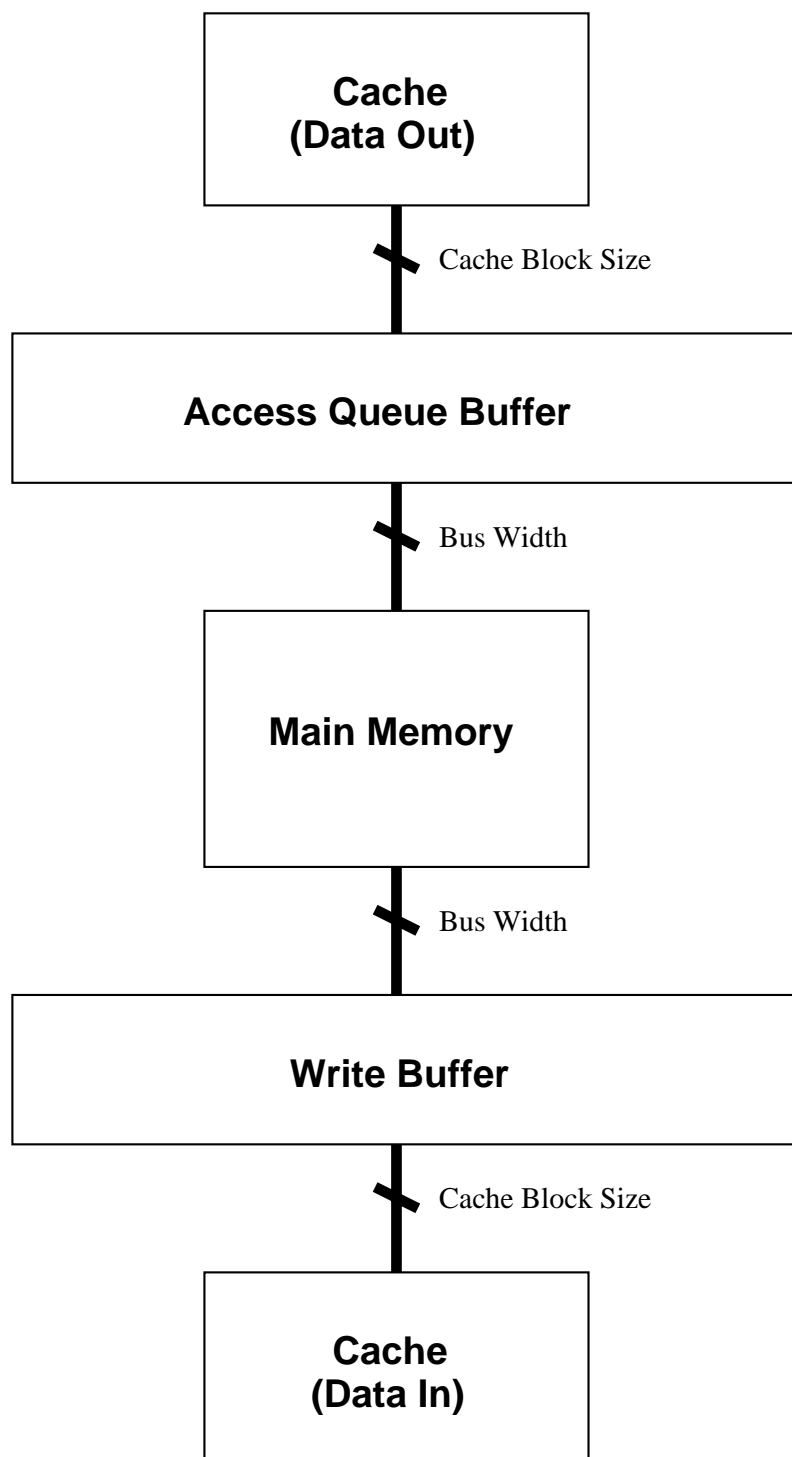 Cache
(Data Out)
Cache Block Size
Access Queue Buffer
Bus Width
Main Memory
Bus Width
Write Buffer
Cache Block Size
Cache
(Data In)